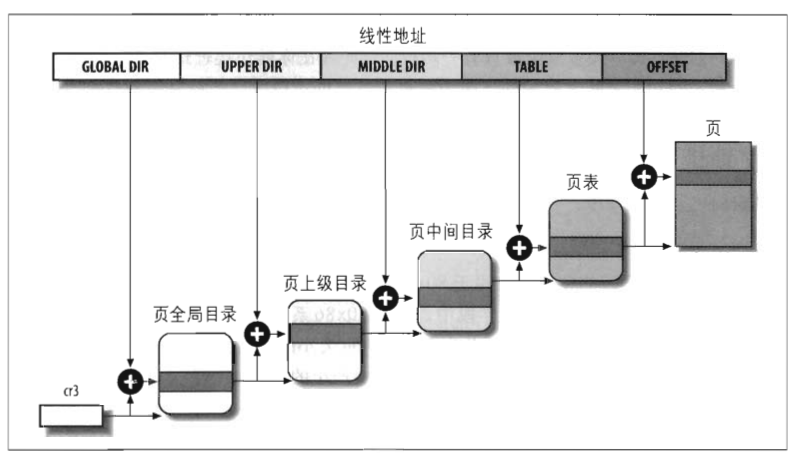 线性地址
GLOBAL DIR UPPER DIR MIDDLE DIR TABLE OFFSET
页
页表
页中间目录
页上级目录
页全局目录
cr3